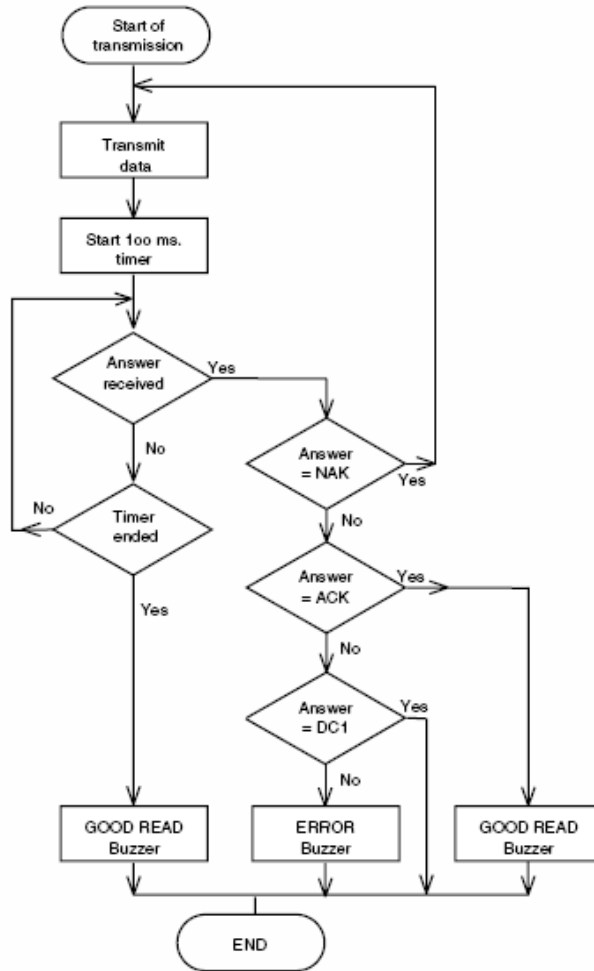 Start of
transmission
Transmit
data
Start 1oo ms.
timer
Answer
received
Yes
No
Timer
ended
No
Yes
Answer
= NAK
Yes
No
Answer
= ACK
Yes
No
Answer
= DC1
Yes
No
GOOD READ
Buzzer
ERROR
Buzzer
GOOD READ
Buzzer
END